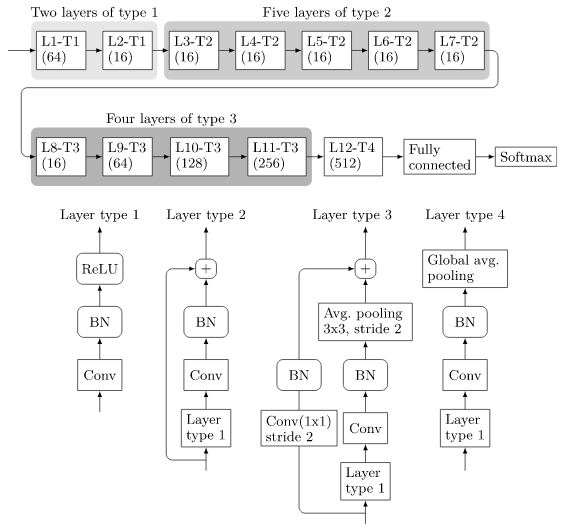 Two layers of type 1
Five layers of type 2
L1-T1
(64)
L2-T1
(16)
L3-T2
(16)
L4-T2
(16)
L5-T2
(16)
L6-T2
(16)
L7-T2
(16)
Four layers of type 3
L8-T3
(16)
L9-T3
(64)
L10-T3
(128)
L11-T3
(256)
L12-T4
(512)
Fully
connected
Softmax
Layer type 1
ReLU
BN
Conv
Layer type 2
+
BN
Conv
Layer
type 1
Layer type 3
+
Avg. pooling
3x3, stride 2
BN
BN
Conv(1x1)
stride 2
Conv
Layer
type 1
Layer type 4
Global avg.
pooling
BN
Conv
Layer
type 1